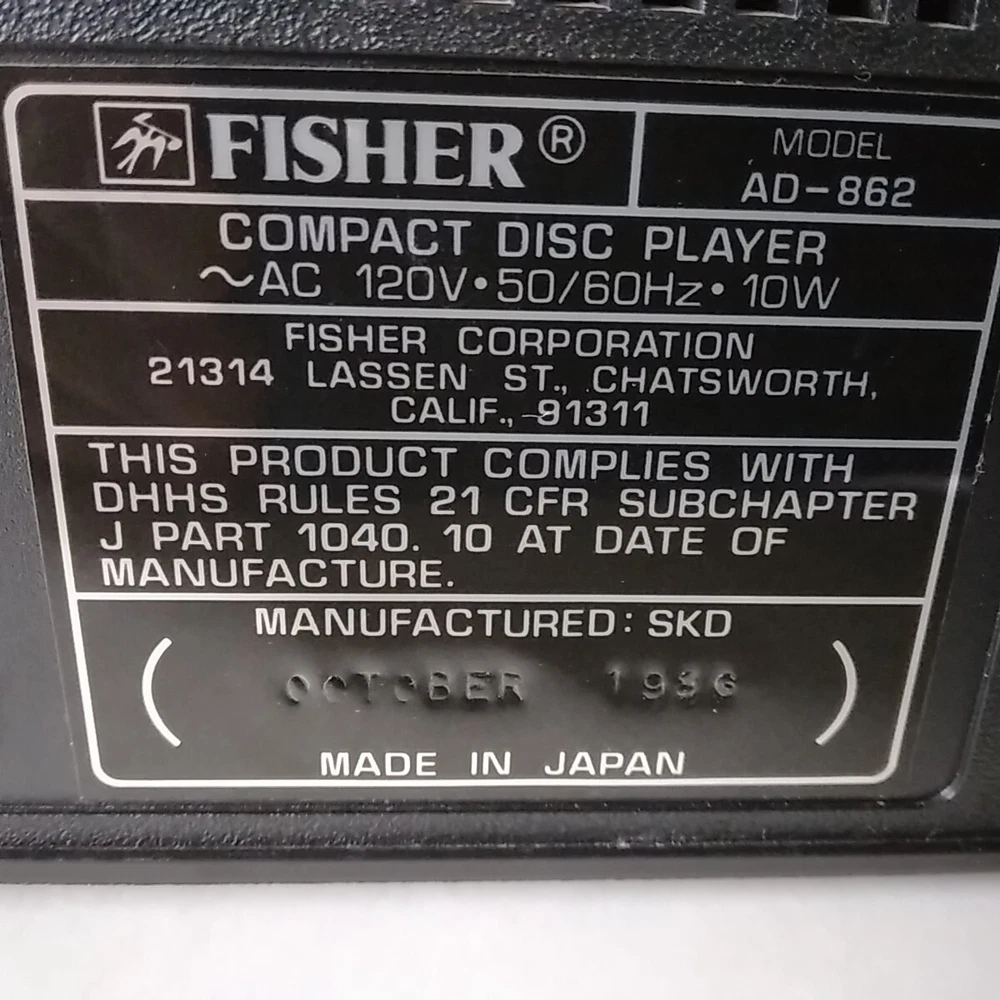 FISHER®
MODEL
AD-862
COMPACT DISC PLAYER
~AC 120V•50/60Hz•10W
FISHER CORPORATION
21314 LASSEN ST., CHATSWORTH,
CALIF., 91311
THIS PRODUCT COMPLIES WITH
DHHS RULES 21 CFR SUBCHAPTER
J PART 1040.10 AT DATE OF
MANUFACTURE.
MANUFACTURED: SKD
( OCTOBER 1986 )
MADE IN JAPAN